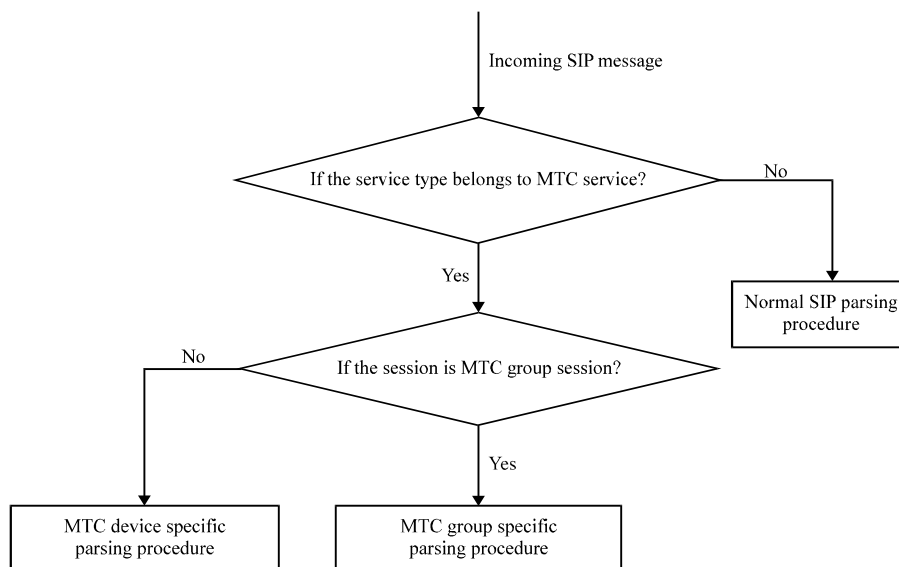 Incoming SIP message
If the service type belongs to MTC service?
No
Yes
Normal SIP parsing
procedure
If the session is MTC group session?
No
Yes
MTC device specific
parsing procedure
MTC group specific
parsing procedure